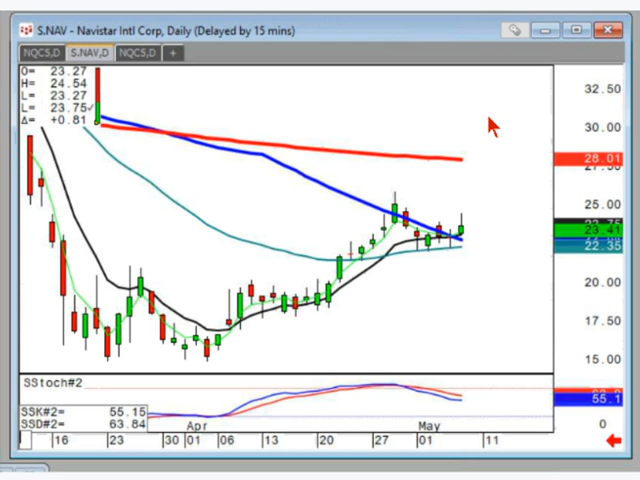 S.NAV - Navistar Intl Corp, Daily (Delayed by 15 mins)
NQC5,D S.NAV,D NQC5,D +
O= 23.27
H= 24.54
L= 23.27
L= 23.75✓
Δ= +0.81
32.50
30.00
28.01
25.00
23.41
22.35
20.00
17.50
15.00
SStoch#2
SSK#2= 55.15
SSD#2= 63.84
55.1
0
Apr May
16 23 30 01 06 13 20 27 01 11